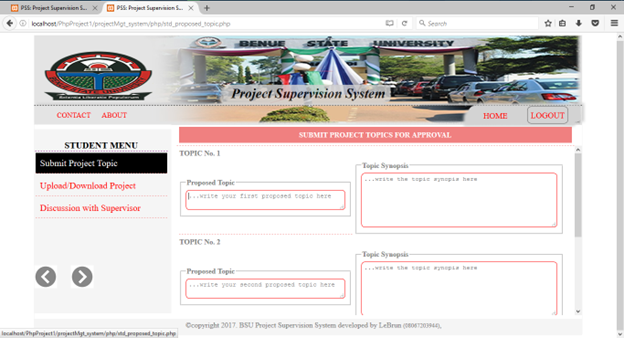 PSS: Project Supervision S...
PSS: Project Supervision S...
localhost/PhpProject1/projectMgt_system/php/std_proposed_topic.php
Search
BENUE STATE UNIVERSITY
Project Supervision System
CONTACT ABOUT
HOME LOGOUT
STUDENT MENU
Submit Project Topic
Upload/Download Project
Discussion with Supervisor
SUBMIT PROJECT TOPICS FOR APPROVAL
TOPIC No. 1
Proposed Topic
...write your first proposed topic here
Topic Synopsis
...write the topic synopis here
TOPIC No. 2
Proposed Topic
...write your second proposed topic here
Topic Synopsis
...write the topic synopis here
localhost/PhpProject1/projectMgt_system/php/std_proposed_topic.php
©copyright 2017. BSU Project Supervision System developed by LeBran (08067203944),